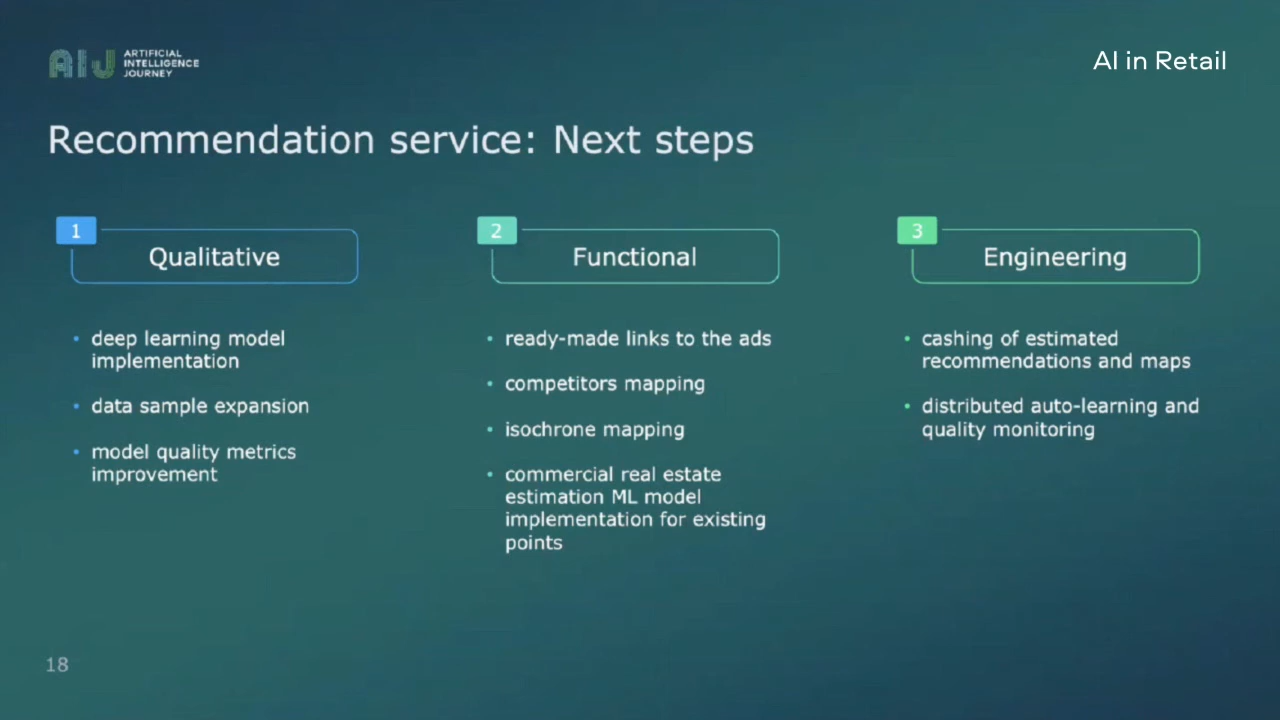 AIJ ARTIFICIAL
INTELLIGENCE
JOURNEY
AI in Retail
Recommendation service: Next steps
1
Qualitative
• deep learning model
implementation
• data sample expansion
• model quality metrics
improvement
2
Functional
• ready-made links to the ads
• competitors mapping
• isochrone mapping
• commercial real estate
estimation ML model
implementation for existing
points
3
Engineering
• cashing of estimated
recommendations and maps
• distributed auto-learning and
quality monitoring
18